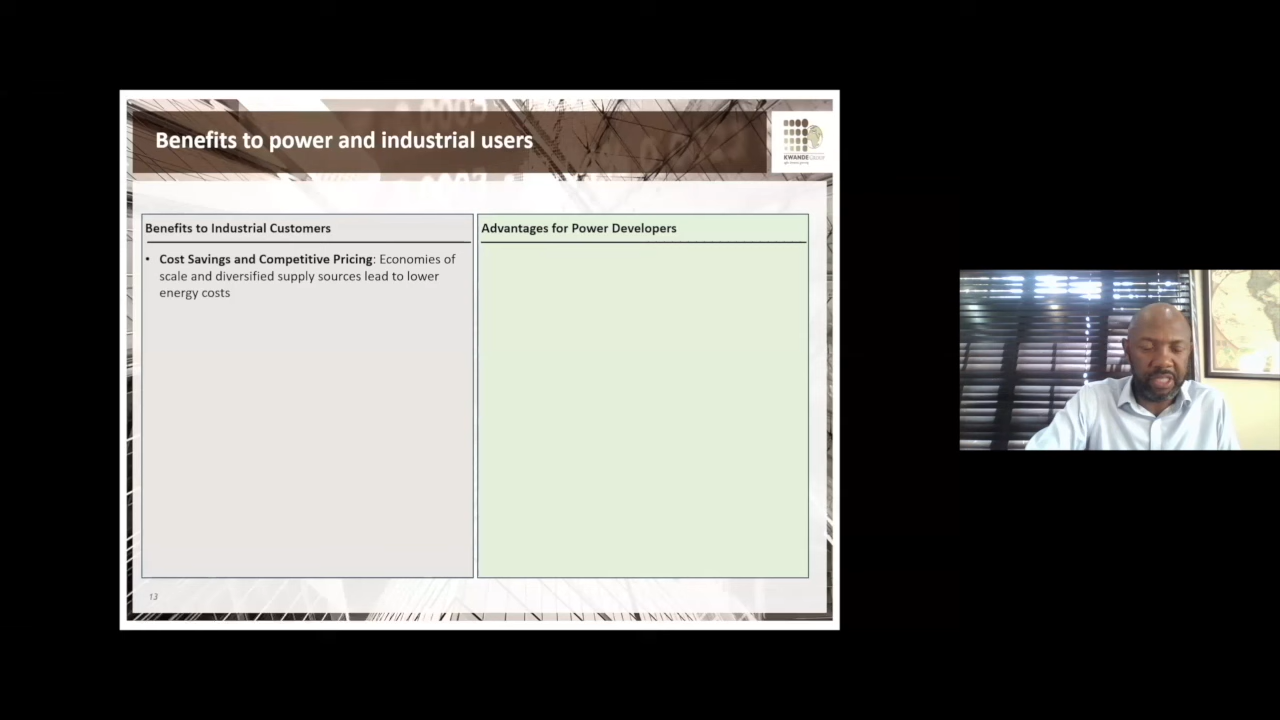 Benefits to power and industrial users
KWANDE
Benefits to Industrial Customers
• Cost Savings and Competitive Pricing: Economies of
scale and diversified supply sources lead to lower
energy costs
Advantages for Power Developers
13